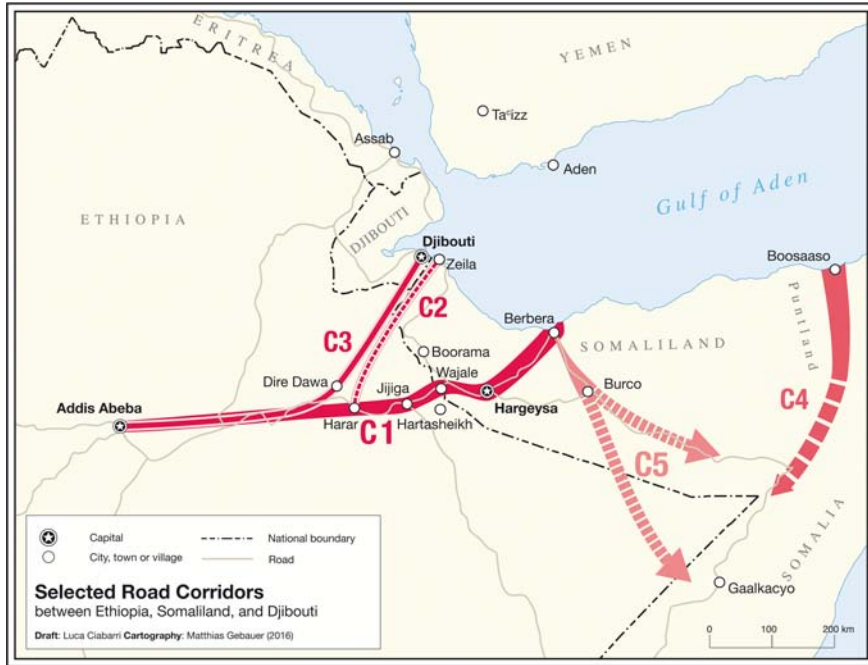 ERITREA
YEMEN
Taʿizz
Assab
Aden
Gulf of Aden
ETHIOPIA
DJIBOUTI
Djibouti
Zeila
Boosaaso
C2
Puntland
C3
Berbera
SOMALILAND
Boorama
Wajale
Dire Dawa
Jijiga
Burco
C4
Addis Abeba
Hargeysa
Harar
Hartasheikh
C1
C5
SOMALIA
Gaalkacyo
Capital
National boundary
City, town or village
Road
Selected Road Corridors
between Ethiopia, Somaliland, and Djibouti
Draft: Luca Ciabarri Cartography: Matthias Gebauer (2016)
0 100 200 km